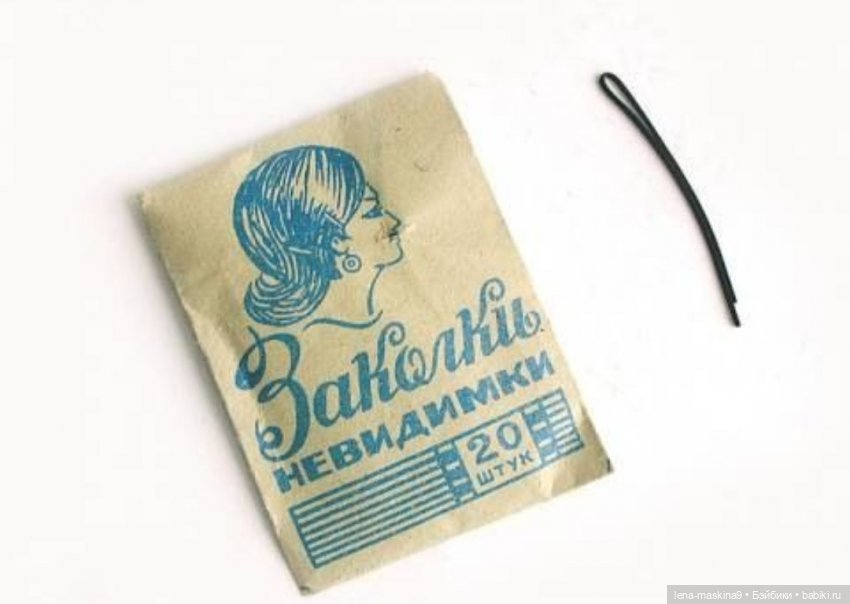 Заколки
НЕВИДИМКИ
20
ШТУК
lena-maskina9 • Бэйбики • babiki.ru